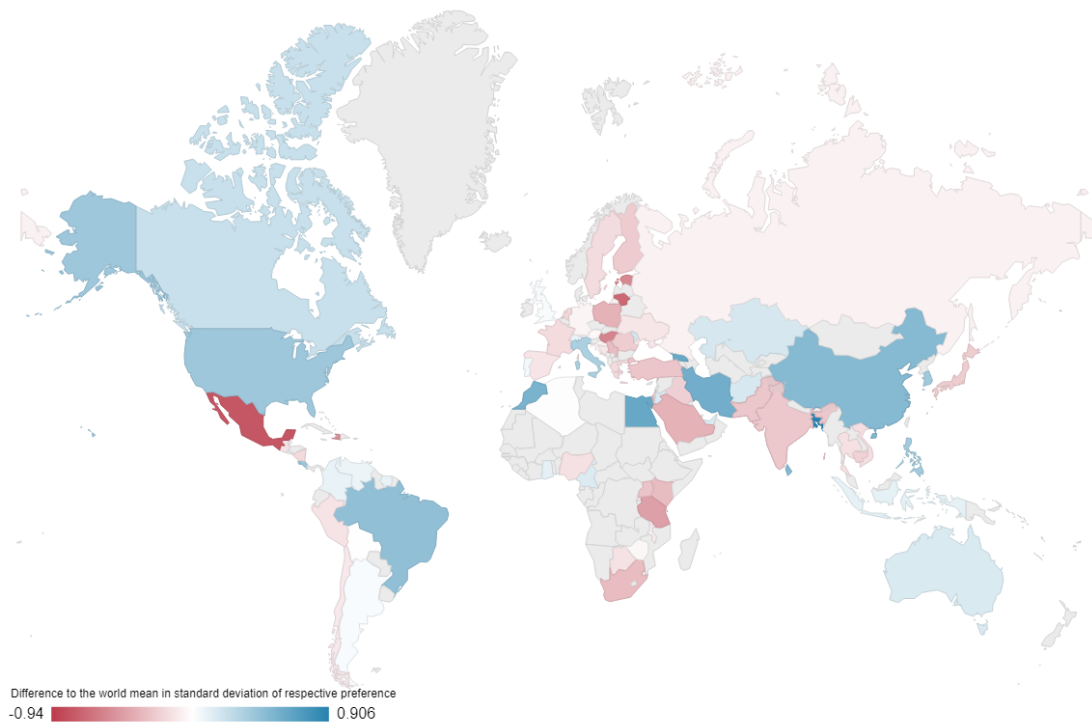 Difference to the world mean in standard deviation of respective preference
-0.94 0.906